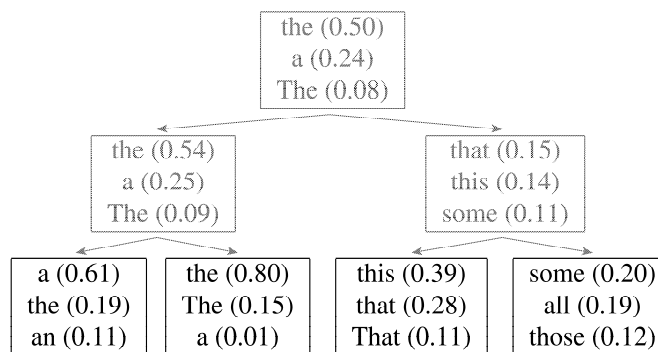 the (0.50)
a (0.24)
The (0.08)
the (0.54)
a (0.25)
The (0.09)
that (0.15)
this (0.14)
some (0.11)
a (0.61)
the (0.19)
an (0.11)
the (0.80)
The (0.15)
a (0.01)
this (0.39)
that (0.28)
That (0.11)
some (0.20)
all (0.19)
those (0.12)